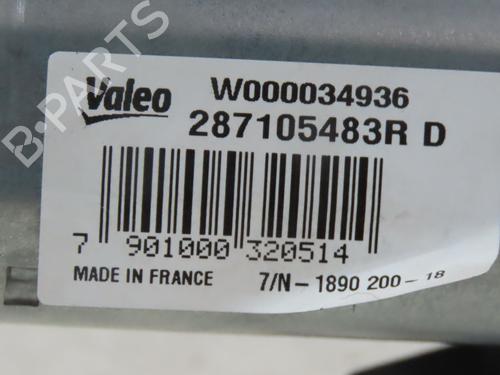 B-PARTS
Valeo
W000034936
287105483R D
7 901000 320514
MADE IN FRANCE 7/N - 1890 200 - 18